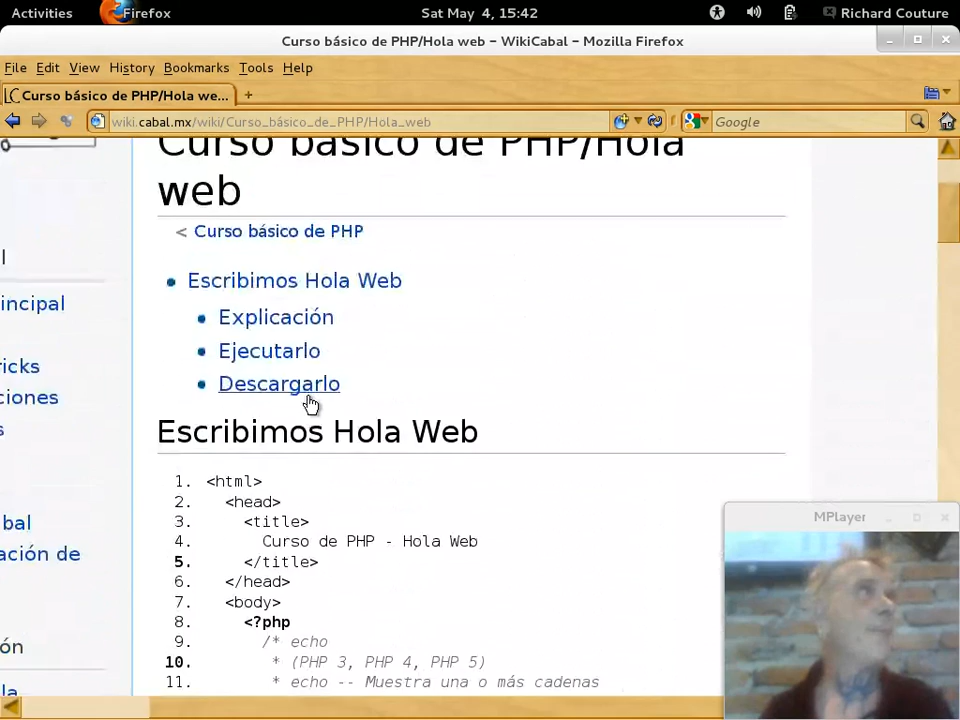 Activities Firefox Sat May 4, 15:42 Richard Couture
Curso básico de PHP/Hola web – WikiCabal – Mozilla Firefox
File Edit View History Bookmarks Tools Help
Curso básico de PHP/Hola we... +
wiki.cabal.mx/wiki/Curso_básico_de_PHP/Hola_web Google
Curso básico de PHP/Hola
web
< Curso básico de PHP
l
Escribimos Hola Web
incipal
Explicación
Ejecutarlo
ricks
Descargarlo
ciones
s
Escribimos Hola Web
1. <html>
2. <head>
3. <title>
bal
4. Curso de PHP - Hola Web
ación de
5. </title>
6. </head>
7. <body>
8. <?php
9. /* echo
ón
10. * (PHP 3, PHP 4, PHP 5)
11. * echo -- Muestra una o más cadenas
la
MPlayer